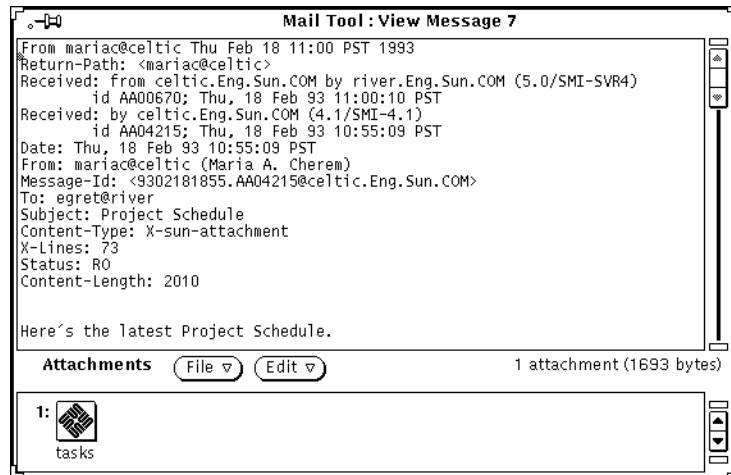 Mail Tool : View Message 7
From mariac@celtic Thu Feb 18 11:00 PST 1993
Return-Path: <mariac@celtic>
Received: from celtic.Eng.Sun.COM by river.Eng.Sun.COM (5.0/SMI-SVR4)
id AA00670; Thu, 18 Feb 93 11:00:10 PST
Received: by celtic.Eng.Sun.COM (4.1/SMI-4.1)
id AA04215; Thu, 18 Feb 93 10:55:09 PST
Date: Thu, 18 Feb 93 10:55:09 PST
From: mariac@celtic (Maria A. Cherem)
Message-Id: <9302181855.AA04215@celtic.Eng.Sun.COM>
To: egret@river
Subject: Project Schedule
Content-Type: X-sun-attachment
X-Lines: 73
Status: RO
Content-Length: 2010
Here´s the latest Project Schedule.
Attachments File Edit 1 attachment (1693 bytes)
1:
tasks